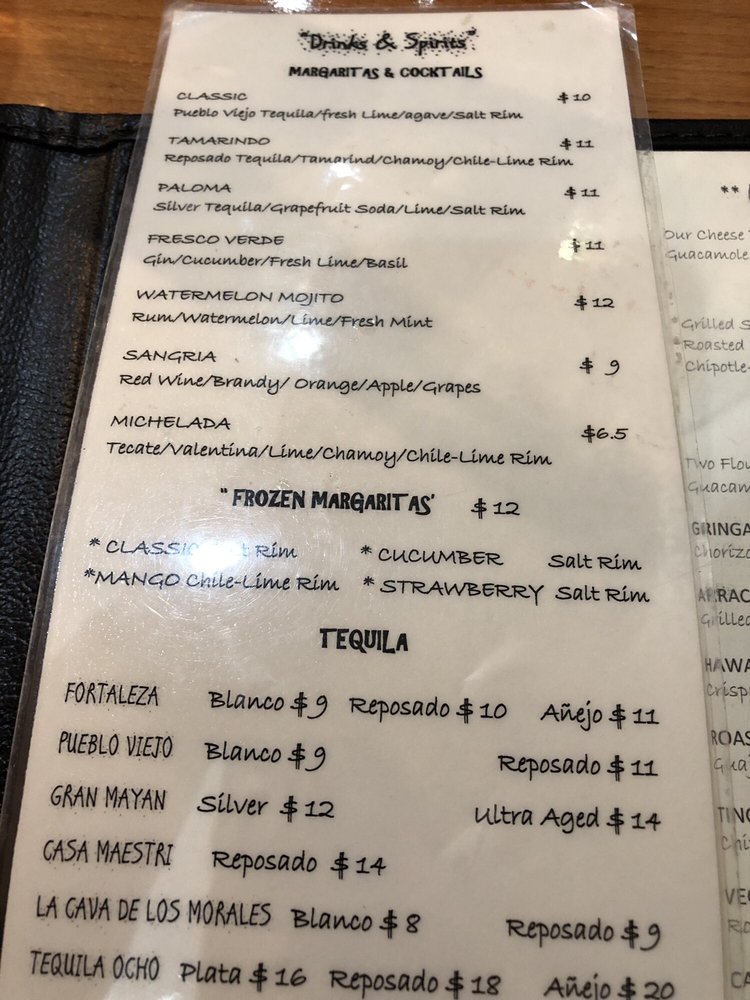 "Drinks & Spirits"
MARGARITAS & COCKTAILS
CLASSIC $10
Pueblo Viejo Tequila/fresh Lime/agave/Salt Rim
TAMARINDO $11
Reposado Tequila/Tamarind/Chamoy/Chile-Lime Rim
PALOMA $11
Silver Tequila/Grapefruit Soda/Lime/Salt Rim
FRESCO VERDE $11
Gin/Cucumber/Fresh Lime/Basil
WATERMELON MOJITO $12
Rum/Watermelon/Lime/Fresh Mint
SANGRIA $ 9
Red Wine/Brandy/ Orange/Apple/Grapes
MICHELADA $6.5
Tecate/Valentina/Lime/Chamoy/Chile-Lime Rim
"FROZEN MARGARITAS' $12
* CLASSIC Rim * CUCUMBER Salt Rim
*MANGO Chile-Lime Rim * STRAWBERRY Salt Rim
TEQUILA
FORTALEZA Blanco $9 Reposado $10 Añejo $11
PUEBLO VIEJO Blanco $9 Reposado $11
GRAN MAYAN Silver $12 Ultra Aged $14
CASA MAESTRI Reposado $14
LA CAVA DE LOS MORALES Blanco $8 Reposado $9
TEQUILA OCHO Plata $16 Reposado $18 Añejo $20
**
Our Cheese
Guacamole
*Grilled
*Roasted
Chipotle-
Two